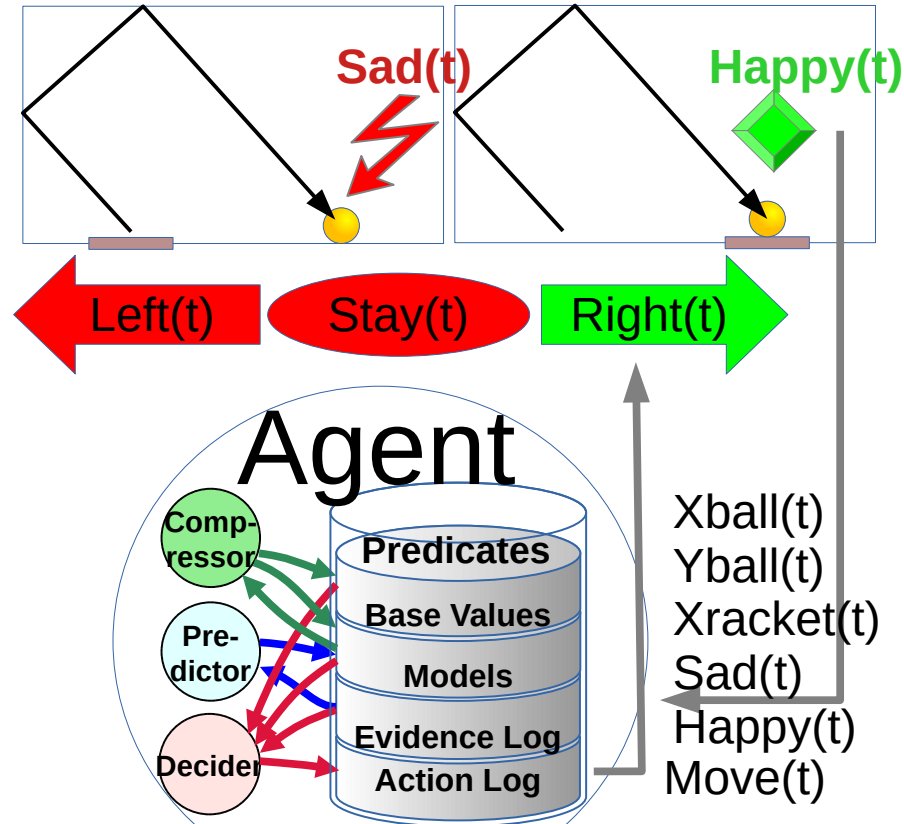 Sad(t)
Happy(t)
Left(t)
Stay(t)
Right(t)
Agent
Comp-
ressor
Pre-
dictor
Decider
Predicates
Base Values
Models
Evidence Log
Action Log
Xball(t)
Yball(t)
Xracket(t)
Sad(t)
Happy(t)
Move(t)